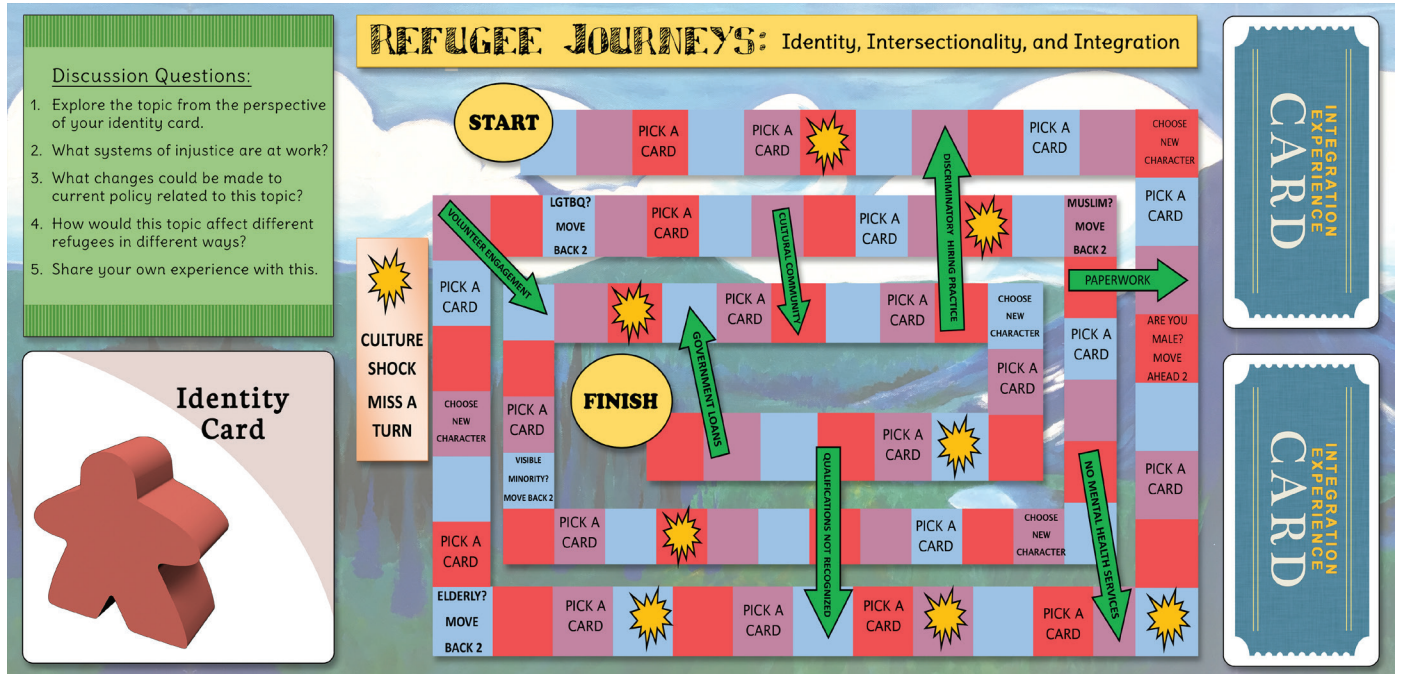 REFUGEE JOURNEYS: Identity, Intersectionality, and Integration
Discussion Questions:
1. Explore the topic from the perspective
of your identity card.
2. What systems of injustice are at work?
3. What changes could be made to
current policy related to this topic?
4. How would this topic affect different
refugees in different ways?
5. Share your own experience with this.
Identity
Card
CULTURE
SHOCK
MISS A
TURN
START
PICK A
CARD
PICK A
CARD
PICK A
CARD
CHOOSE
NEW
CHARACTER
PICK A
CARD
ARE YOU
MALE?
MOVE
AHEAD 2
PICK A
CARD
NO MENTAL HEALTH SERVICES
PICK A
CARD
PICK A
CARD
QUALIFICATIONS NOT RECOGNIZED
PICK A
CARD
PICK A
CARD
ELDERLY?
MOVE
BACK 2
PICK A
CARD
CHOOSE
NEW
CHARACTER
PICK A
CARD
VOLUNTEER ENGAGEMENT
LGTBQ?
MOVE
BACK 2
PICK A
CARD
CULTURAL COMMUNITY
PICK A
CARD
DISCRIMINATORY HIRING PRACTICE
MUSLIM?
MOVE
BACK 2
PAPERWORK
PICK A
CARD
CHOOSE
NEW
CHARACTER
PICK A
CARD
PICK A
CARD
VISIBLE
MINORITY?
MOVE BACK 2
PICK A
CARD
PICK A
CARD
PICK A
CARD
CHOOSE
NEW
CHARACTER
PICK A
CARD
PICK A
CARD
GOVERNMENT LOANS
FINISH
INTEGRATION
EXPERIENCE
CARD
INTEGRATION
EXPERIENCE
CARD